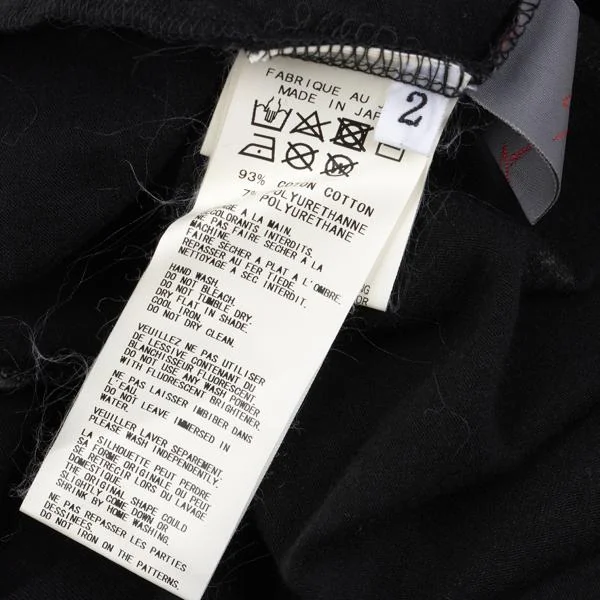 FABRIQUE AU
MADE IN JAP
2
93% COTON COTTON
7% POLYURETHANNE
POLYURETHANE
A LA MAIN.
COLORANTS INTERDITS.
NE PAS FAIRE SECHER A LA
MACHINE.
FAIRE SECHER A PLAT A L'OMBRE.
REPASSER AU FER TIEDE.
NETTOYAGE A SEC INTERDIT.
HAND WASH.
DO NOT BLEACH.
DO NOT TUMBLE DRY.
DRY FLAT IN SHADE.
COOL IRON.
DO NOT DRY CLEAN.
VEUILLEZ NE PAS UTILISER
DE LESSIVE CONTENANT DU
BLANCHISSEUR FLUORESCENT.
DO NOT USE ANY WASH POWDER
WITH FLUORESCENT BRIGHTENER.
NE PAS LAISSER IMBIBER DANS
L'EAU.
DO NOT LEAVE IMMERSED IN
WATER.
VEUILLER LAVER SEPAREMENT.
PLEASE WASH INDEPENDENTLY.
LA SILHOUETTE PEUT PERDRE
SA FORME ORIGINALE OU PEUT
SE RETRECIR LORS DU LAVAGE
DOMESTIQUE.
THE ORIGINAL SHAPE COULD
SLIGHTLY COME DOWN OR
SHRINK BY HOME WASHING.
NE PAS REPASSER LES PARTIES
DESSINEES.
DO NOT IRON ON THE PATTERNS.
NG
OR